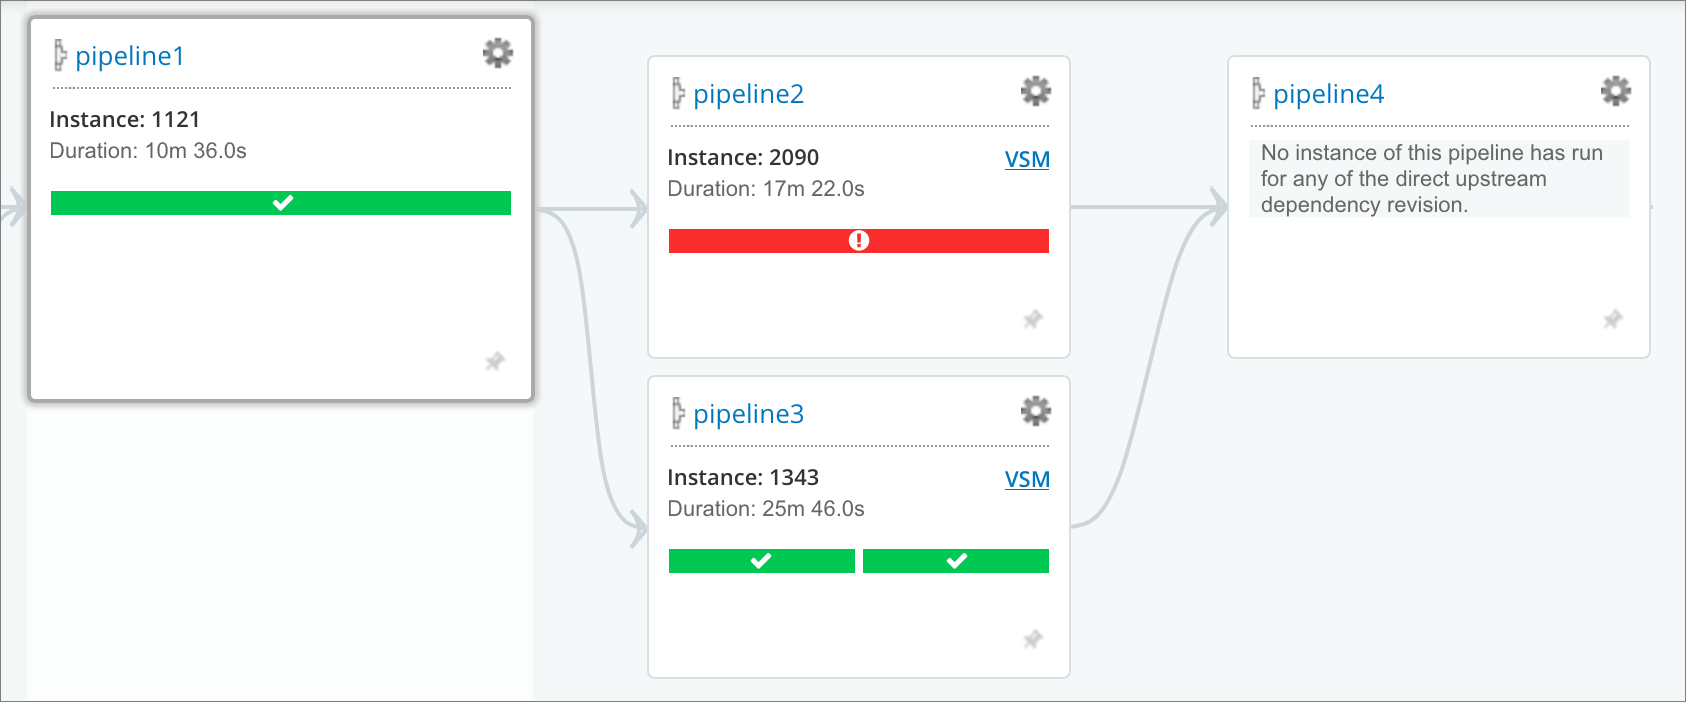 pipeline1
Instance: 1121
Duration: 10m 36.0s
pipeline2
Instance: 2090 VSM
Duration: 17m 22.0s
pipeline3
Instance: 1343 VSM
Duration: 25m 46.0s
pipeline4
No instance of this pipeline has run
for any of the direct upstream
dependency revision.